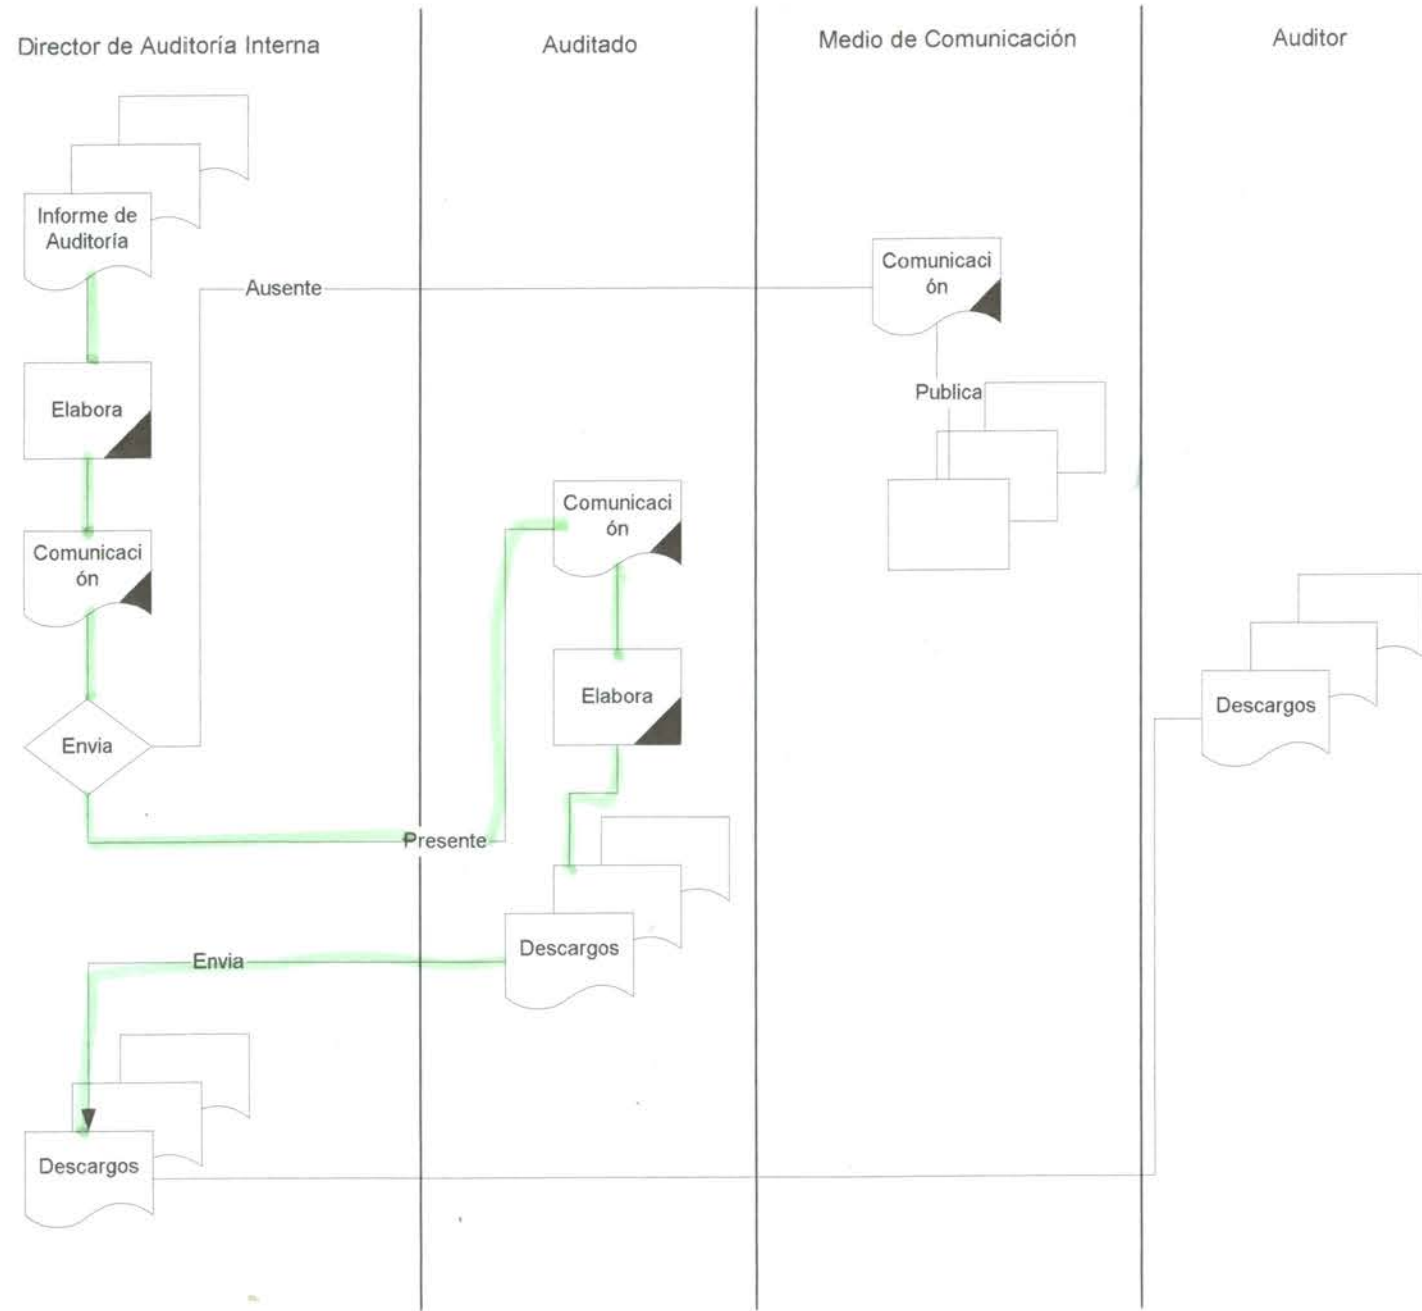 Director de Auditoría Interna
Auditado
Medio de Comunicación
Auditor
Informe de
Auditoría
Ausente
Comunicaci
ón
Elabora
Publica
Comunicaci
ón
Comunicaci
ón
Elabora
Descargos
Envia
Presente
Descargos
Envia
Descargos